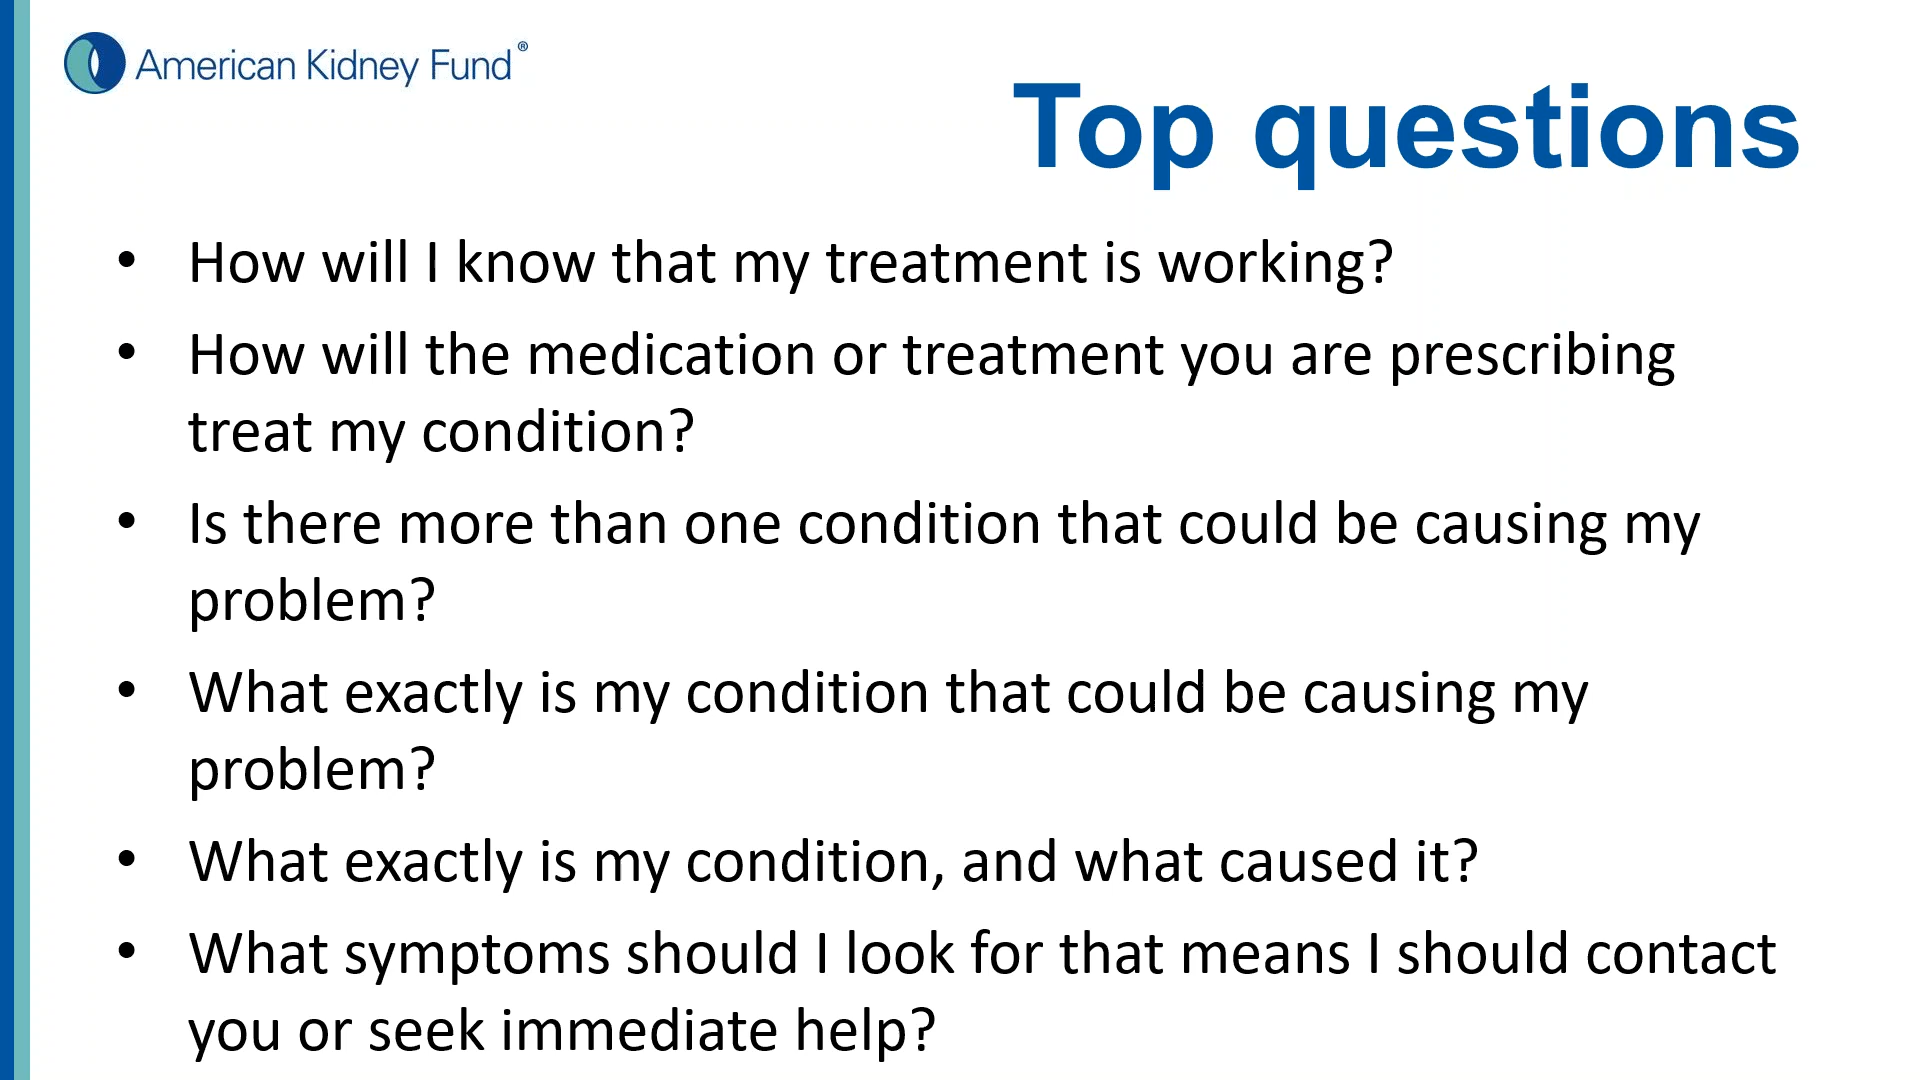 American Kidney Fund®
Top questions
• How will I know that my treatment is working?
• How will the medication or treatment you are prescribing
treat my condition?
• Is there more than one condition that could be causing my
problem?
• What exactly is my condition that could be causing my
problem?
• What exactly is my condition, and what caused it?
• What symptoms should I look for that means I should contact
you or seek immediate help?